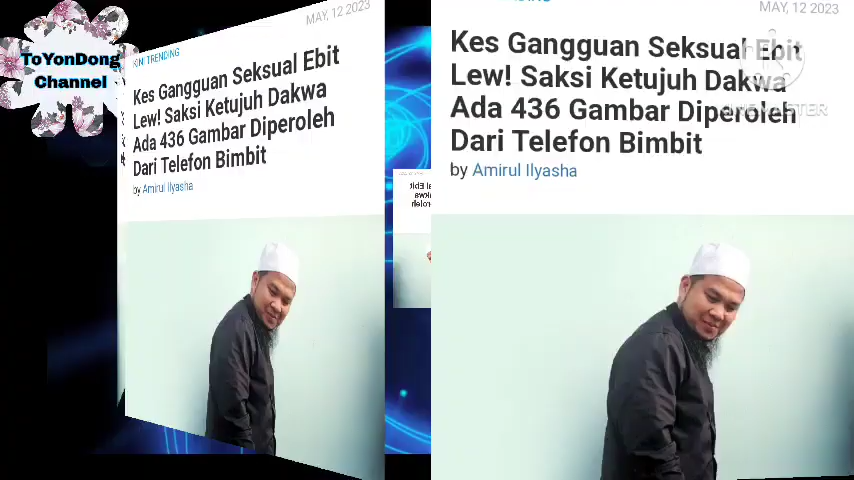 ToYonDong
Channel
MAY, 12 2023
KINI TRENDING
Kes Gangguan Seksual Ebit
Lew! Saksi Ketujuh Dakwa
Ada 436 Gambar Diperoleh
Dari Telefon Bimbit
by Amirul Ilyasha
MAY, 12 2023
Kes Gangguan Seksual Ebit
Lew! Saksi Ketujuh Dakwa
Ada 436 Gambar Diperoleh
Dari Telefon Bimbit
by Amirul Ilyasha